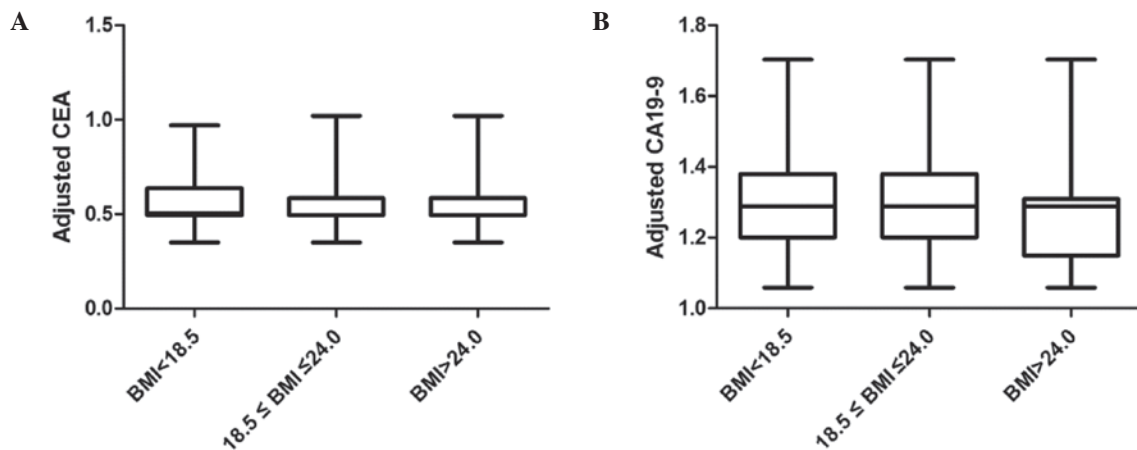 A
Adjusted CEA
1.5
1.0
0.5
0.0
BMI<18.5
18.5 ≤ BMI ≤24.0
BMI>24.0
B
Adjusted CA19-9
1.8
1.6
1.4
1.2
1.0
BMI<18.5
18.5 ≤ BMI ≤24.0
BMI>24.0